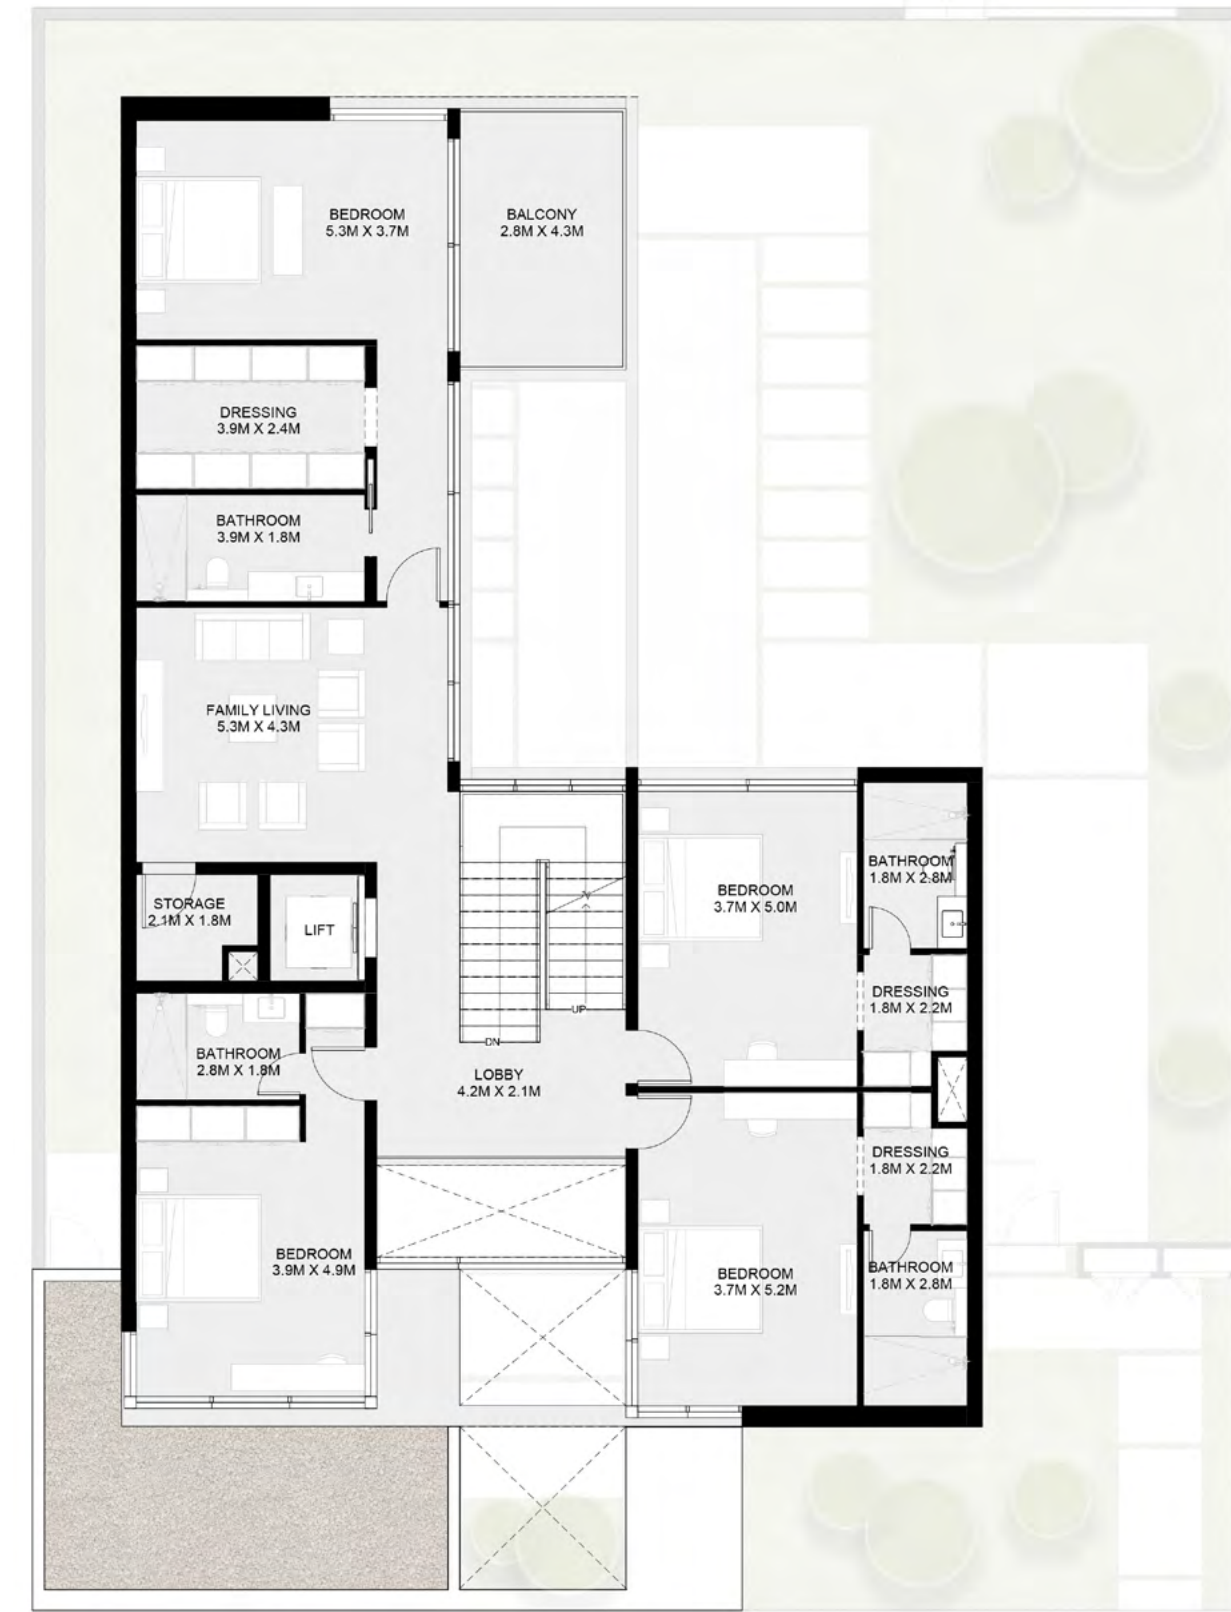 BEDROOM
5.3M X 3.7M
BALCONY
2.8M X 4.3M
DRESSING
3.9M X 2.4M
BATHROOM
3.9M X 1.8M
FAMILY LIVING
5.3M X 4.3M
STORAGE
2.1M X 1.8M
LIFT
BEDROOM
3.7M X 5.0M
BATHROOM
1.8M X 2.8M
DRESSING
1.8M X 2.2M
UP
DN
BATHROOM
2.8M X 1.8M
LOBBY
4.2M X 2.1M
DRESSING
1.8M X 2.2M
BEDROOM
3.9M X 4.9M
BEDROOM
3.7M X 5.2M
BATHROOM
1.8M X 2.8M